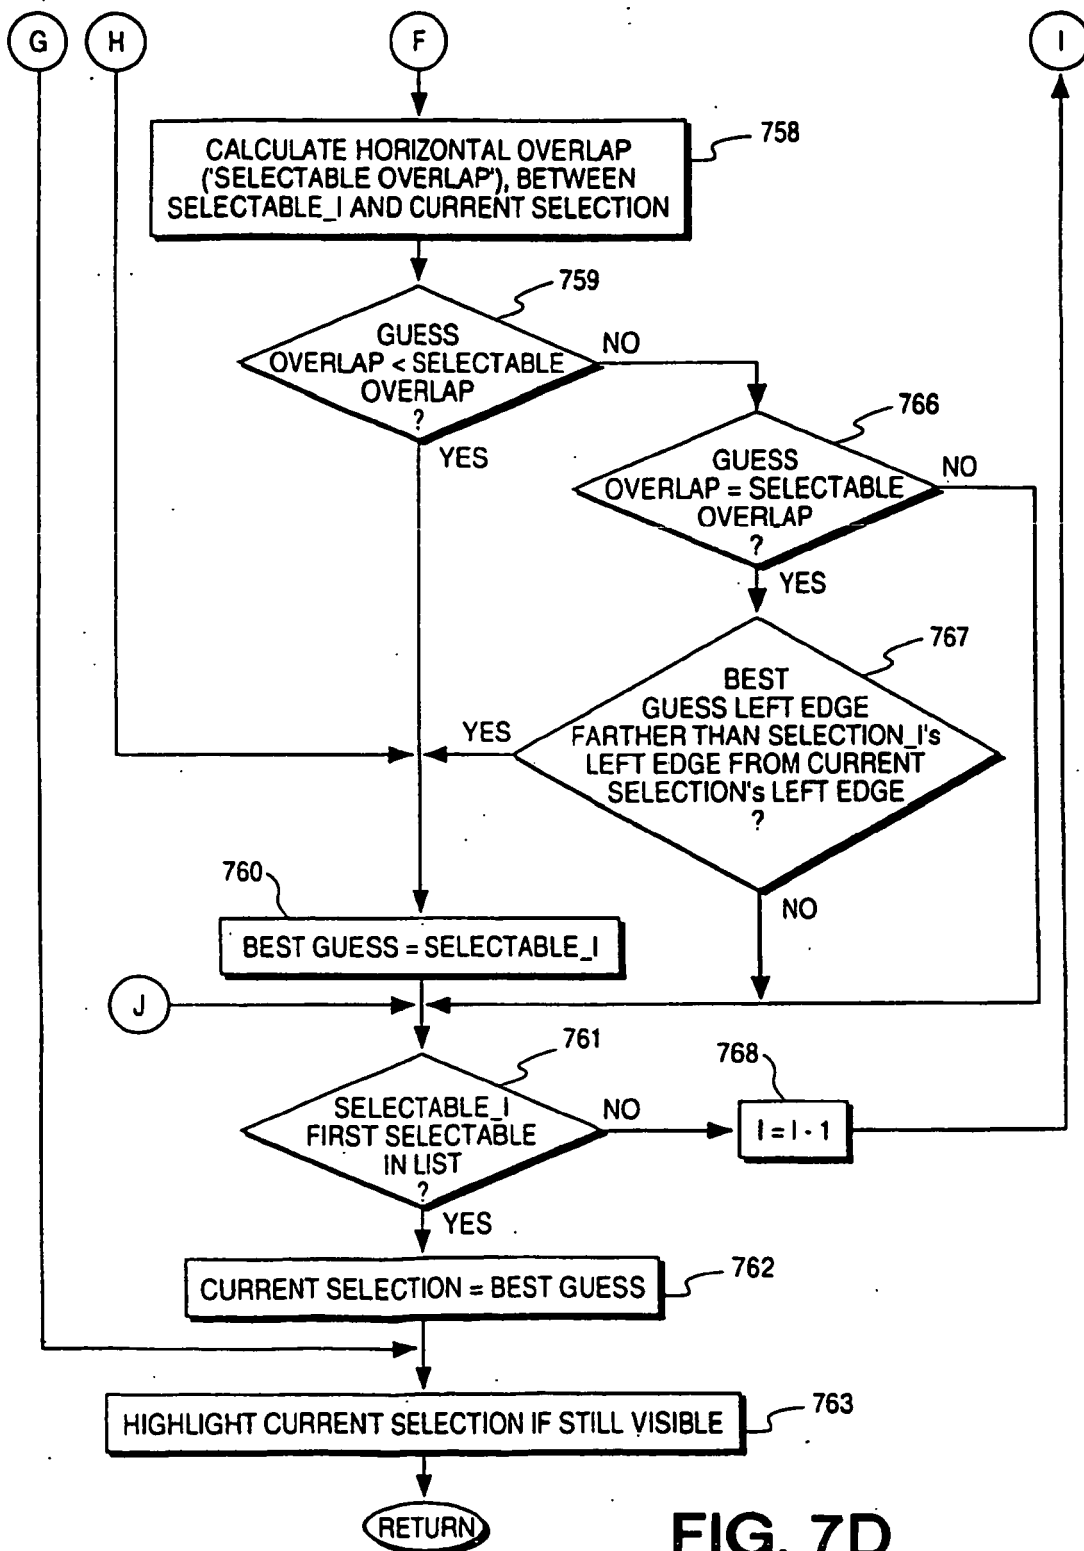 G
H
F
I
CALCULATE HORIZONTAL OVERLAP
('SELECTABLE OVERLAP'), BETWEEN
SELECTABLE_I AND CURRENT SELECTION
758
759
GUESS
OVERLAP < SELECTABLE
OVERLAP
?
NO
YES
766
GUESS
OVERLAP = SELECTABLE
OVERLAP
?
NO
YES
767
BEST
GUESS LEFT EDGE
FARTHER THAN SELECTION_I's
LEFT EDGE FROM CURRENT
SELECTION's LEFT EDGE
?
YES
NO
760
BEST GUESS = SELECTABLE_I
J
761
SELECTABLE_I
FIRST SELECTABLE
IN LIST
?
NO
YES
768
I = I - 1
CURRENT SELECTION = BEST GUESS
762
HIGHLIGHT CURRENT SELECTION IF STILL VISIBLE
763
RETURN
FIG. 7D